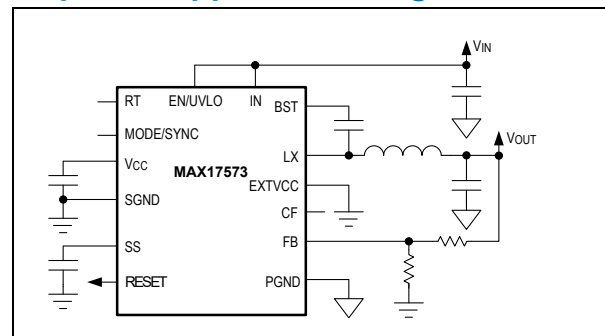 VIN
RT
EN/UVLO
IN
BST
MODE/SYNC
VOUT
VCC
MAX17573
LX
SGND
EXTVCC
CF
SS
FB
RESET
PGND